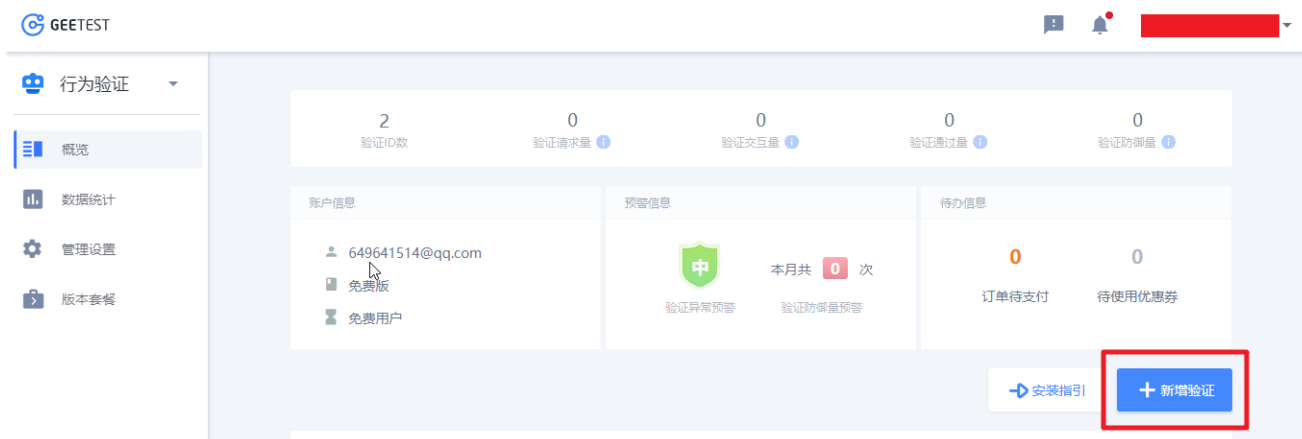 GEETEST
行为验证
概览
数据统计
管理设置
版本套餐
2 0 0 0 0
验证ID数 验证请求量 验证交互量 验证通过量 验证防御量
账户信息 预警信息 待办信息
649641514@qq.com
免费版
免费用户
中
本月共 0 次
验证异常预警 验证防御量预警
0 0
订单待支付 待使用优惠券
安装指引 新增验证